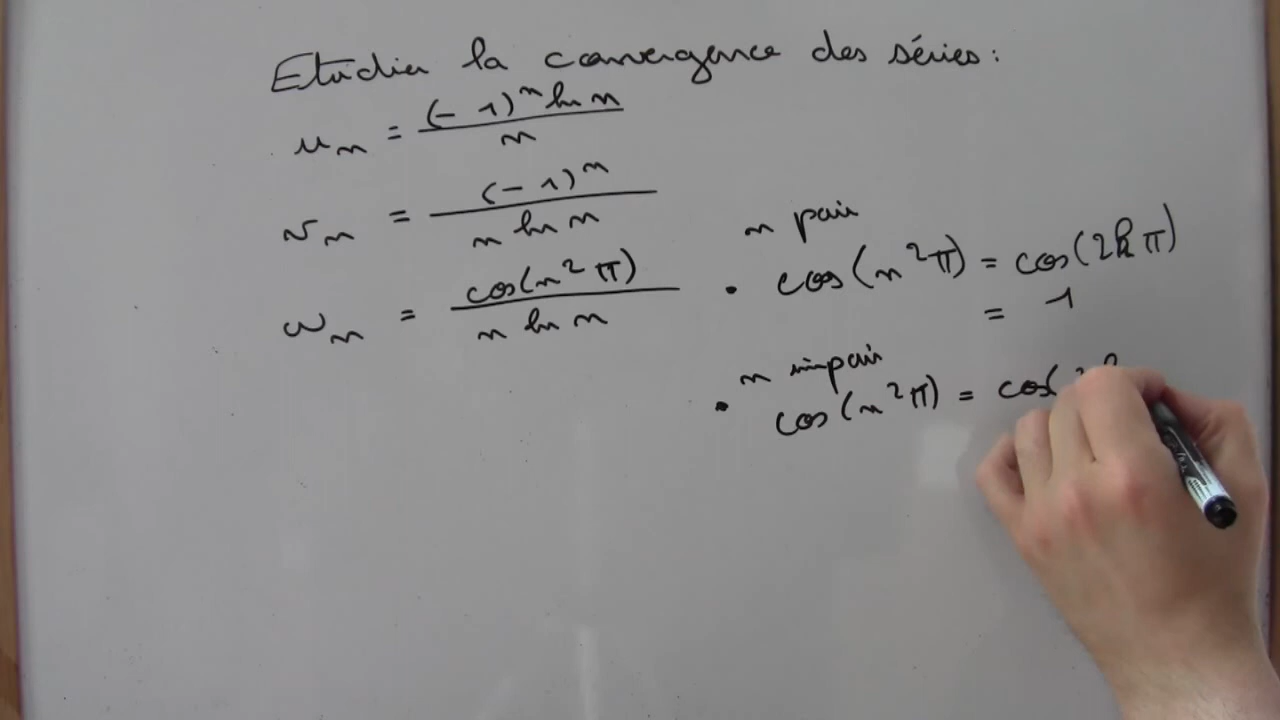 Etudier la convergence des séries :
u_n = (-1)^n ln n / n
v_n = (-1)^n / n ln n
w_n = cos(n²π) / n ln n
n pair
• cos(n²π) = cos(2kπ)
= 1
n impair
• cos(n²π) = cos(